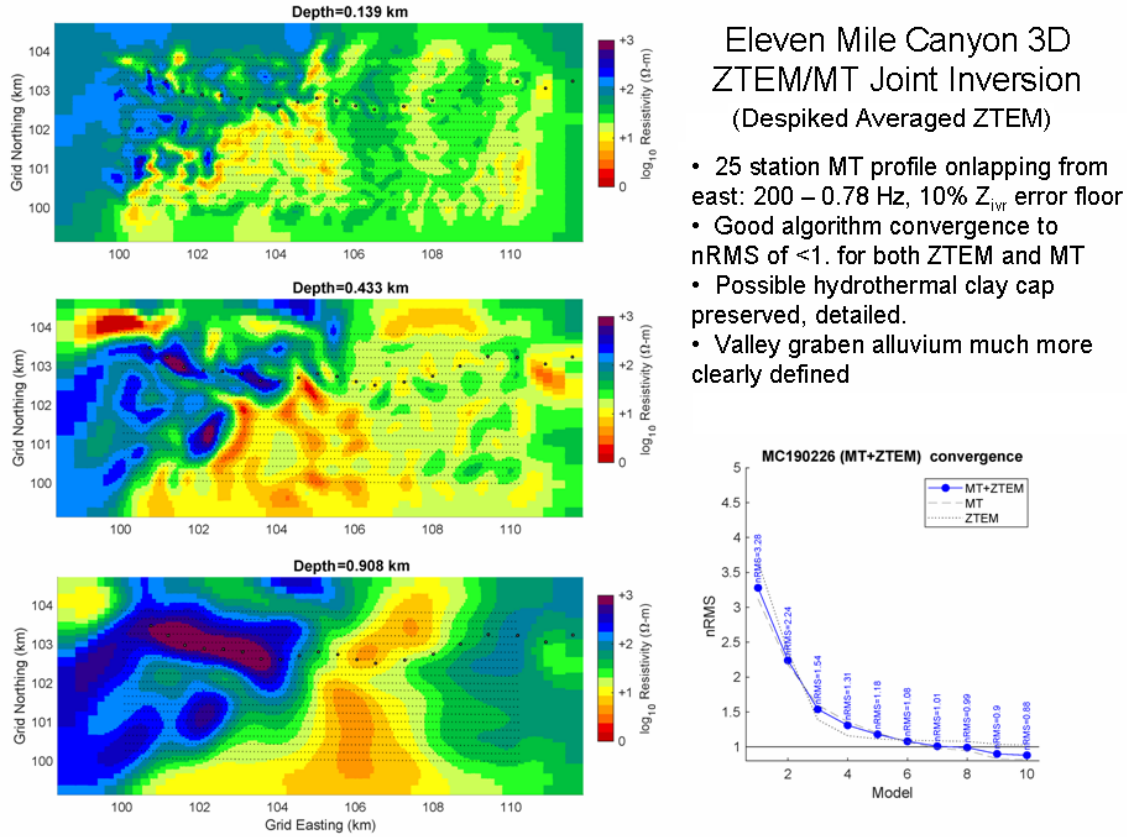 Depth=0.139 km
104
103
102
101
100
Grid Northing (km)
100
102
104
106
108
110
+3
+2
+1
0
log10 Resistivity (Ω-m)
Depth=0.433 km
104
103
102
101
100
Grid Northing (km)
100
102
104
106
108
110
+3
+2
+1
0
log10 Resistivity (Ω-m)
Depth=0.908 km
104
103
102
101
100
Grid Northing (km)
100
102
104
106
108
110
Grid Easting (km)
+3
+2
+1
0
log10 Resistivity (Ω-m)
Eleven Mile Canyon 3D
ZTEM/MT Joint Inversion
(Despiked Averaged ZTEM)
• 25 station MT profile onlapping from
east: 200 – 0.78 Hz, 10% Zivr error floor
• Good algorithm convergence to
nRMS of <1. for both ZTEM and MT
• Possible hydrothermal clay cap
preserved, detailed.
• Valley graben alluvium much more
clearly defined
MC190226 (MT+ZTEM) convergence
MT+ZTEM
MT
ZTEM
5
4.5
4
3.5
3
2.5
2
1.5
1
nRMS
nRMS=3.28
nRMS=2.24
nRMS=1.54
nRMS=1.31
nRMS=1.18
nRMS=1.08
nRMS=1.01
nRMS=0.99
nRMS=0.9
nRMS=0.88
2
4
6
8
10
Model